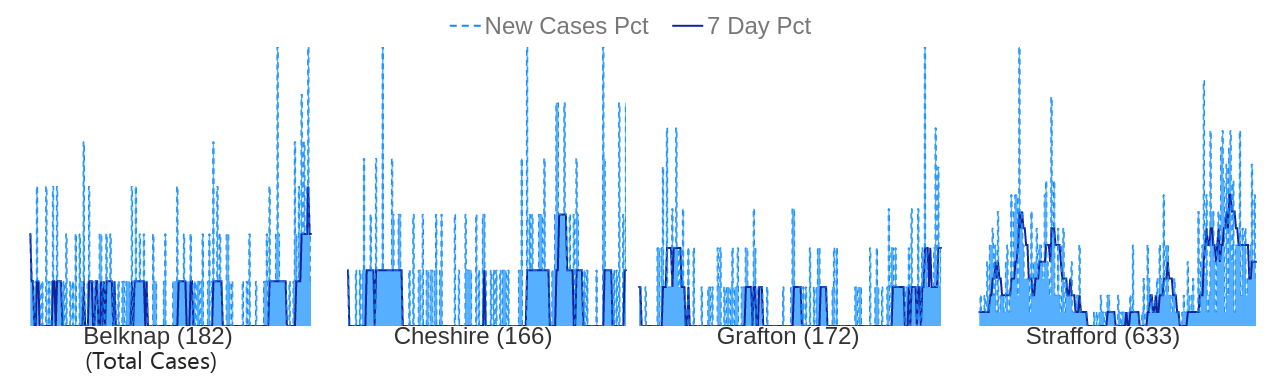 New Cases Pct 7 Day Pct
Belknap (182) Cheshire (166) Grafton (172) Strafford (633)
(Total Cases)